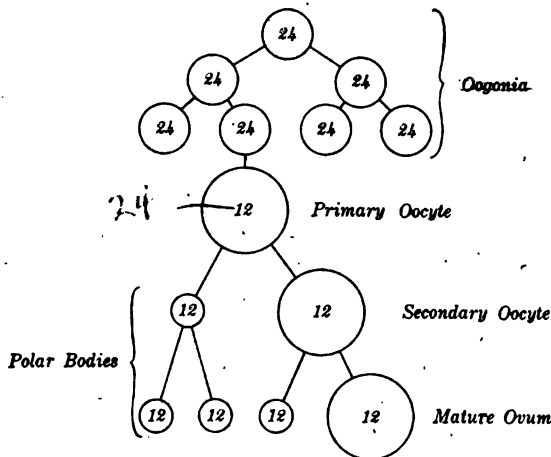 24
24 24 Oogonia
24 24 24 24
24 12 Primary Oocyte
12 12 Secondary Oocyte
Polar Bodies
12 12 12 12 Mature Ovum